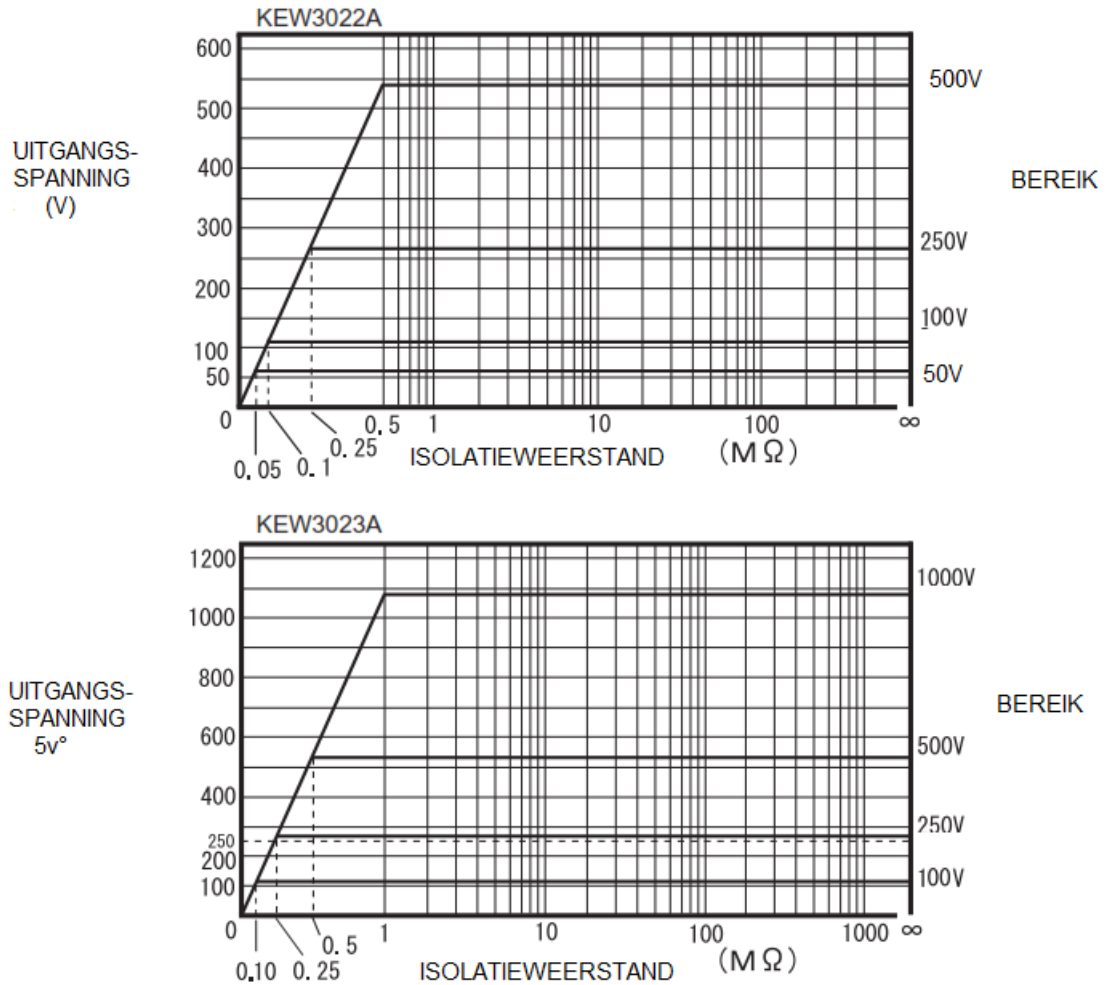 KEW3022A
600
500
400
300
200
100
50
0
UITGANGS-
SPANNING
(V)
500V
250V
100V
50V
BEREIK
0.05
0.1
0.25
0.5
1
10
100
∞
ISOLATIEWEERSTAND
(MΩ)
KEW3023A
1200
1000
800
600
400
250
200
100
0
UITGANGS-
SPANNING
5v°
1000V
500V
250V
100V
BEREIK
0.10
0.25
0.5
1
10
100
1000
∞
ISOLATIEWEERSTAND
(MΩ)